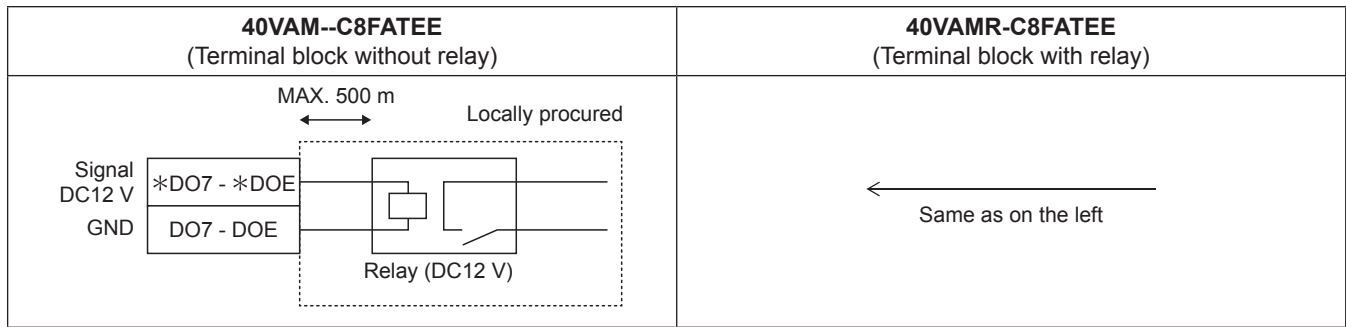 40VAM--C8FATEE
(Terminal block without relay)
40VAMR-C8FATEE
(Terminal block with relay)
MAX. 500 m
Locally procured
Signal
DC12 V
GND
＊DO7 - ＊DOE
DO7 - DOE
Relay (DC12 V)
Same as on the left